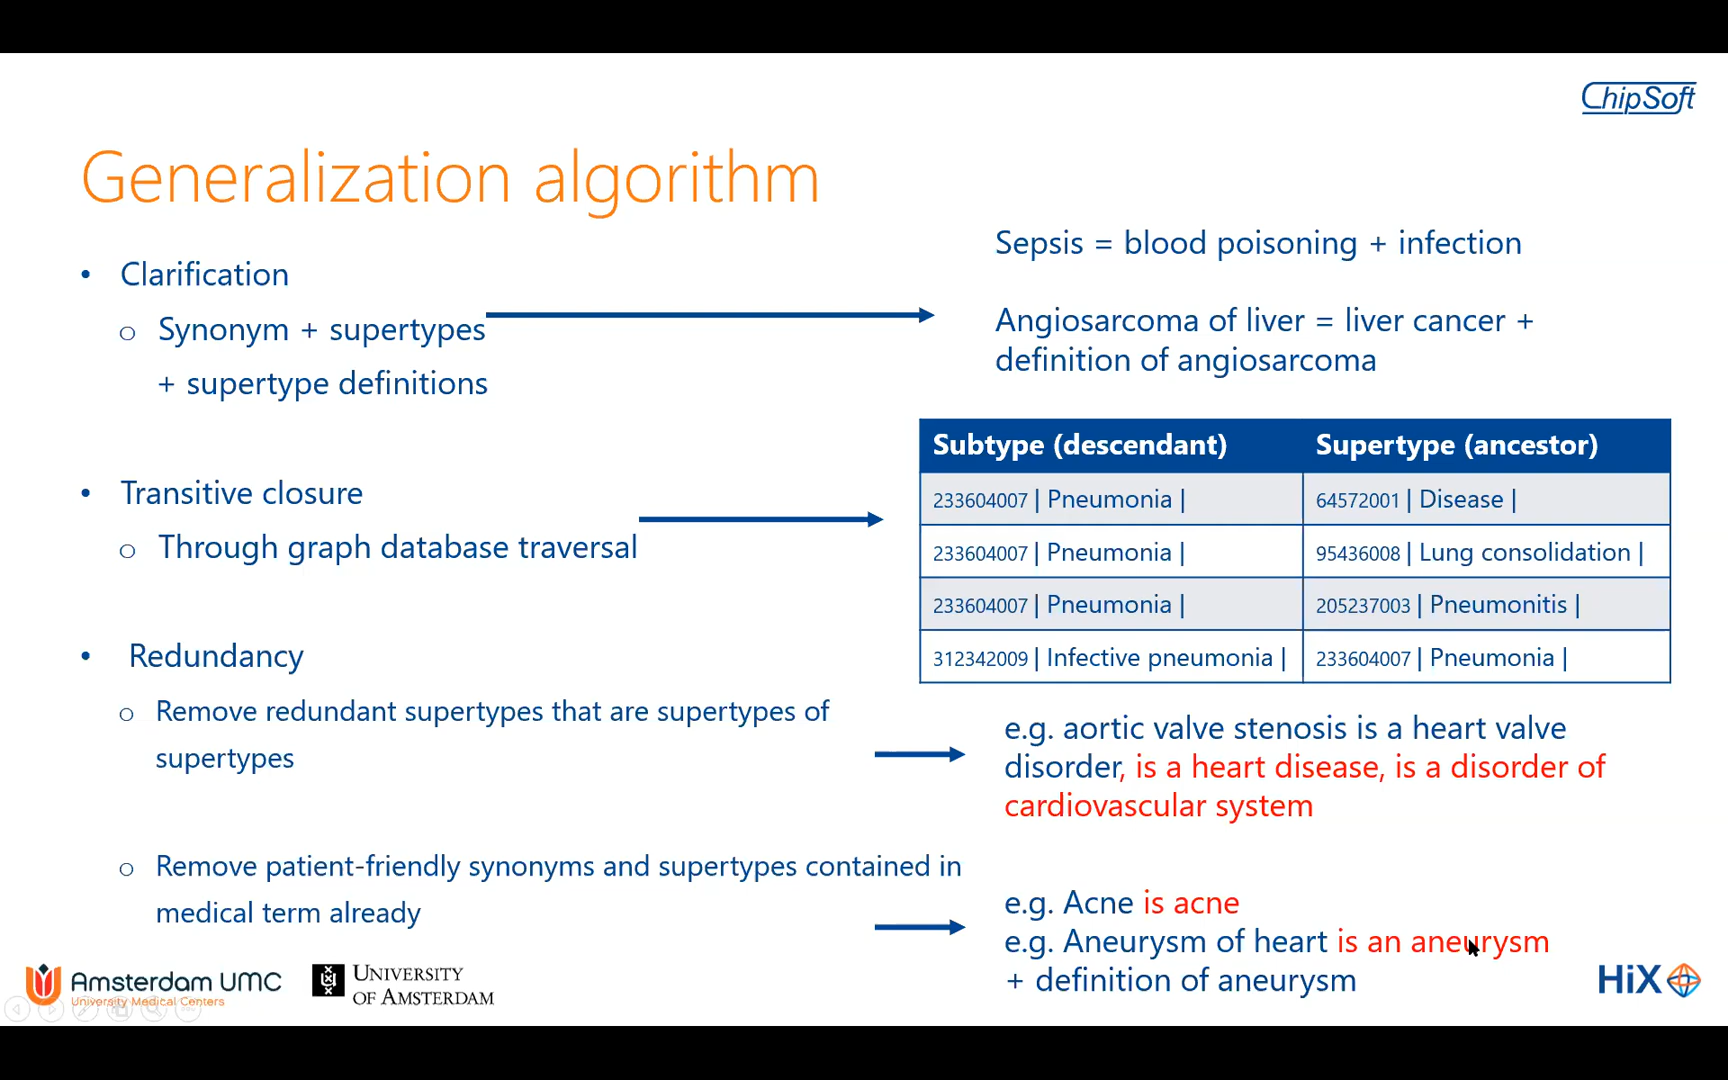 ChipSoft
Generalization algorithm
• Clarification
o Synonym + supertypes
+ supertype definitions
Sepsis = blood poisoning + infection
Angiosarcoma of liver = liver cancer +
definition of angiosarcoma
• Transitive closure
o Through graph database traversal
Subtype (descendant) Supertype (ancestor)
233604007 | Pneumonia | 64572001 | Disease |
233604007 | Pneumonia | 95436008 | Lung consolidation |
233604007 | Pneumonia | 205237003 | Pneumonitis |
312342009 | Infective pneumonia | 233604007 | Pneumonia |
• Redundancy
o Remove redundant supertypes that are supertypes of
supertypes
e.g. aortic valve stenosis is a heart valve
disorder, is a heart disease, is a disorder of
cardiovascular system
o Remove patient-friendly synonyms and supertypes contained in
medical term already
e.g. Acne is acne
e.g. Aneurysm of heart is an aneurysm
+ definition of aneurysm
Amsterdam UMC
University Medical Centers
UNIVERSITY
OF AMSTERDAM
HiX